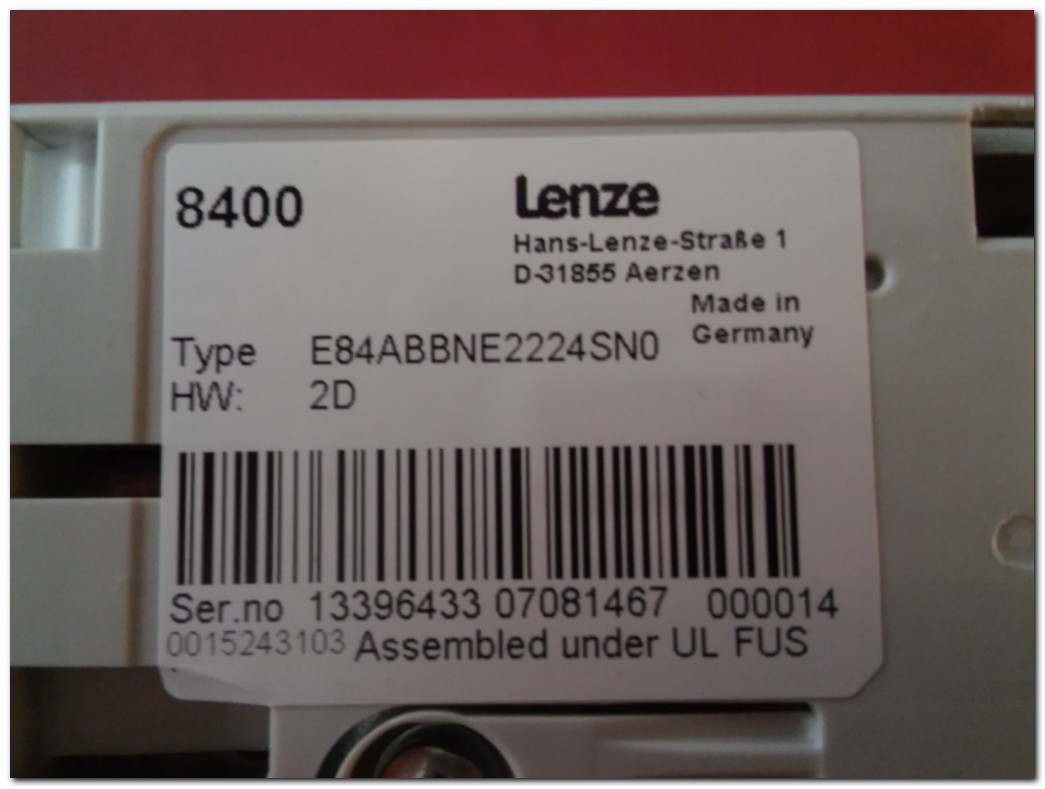 8400
Lenze
Hans-Lenze-Straße 1
D-31855 Aerzen
Made in
Germany
Type E84ABBNE2224SN0
HW: 2D
Ser.no 13396433 07081467 000014
0015243103 Assembled under UL FUS